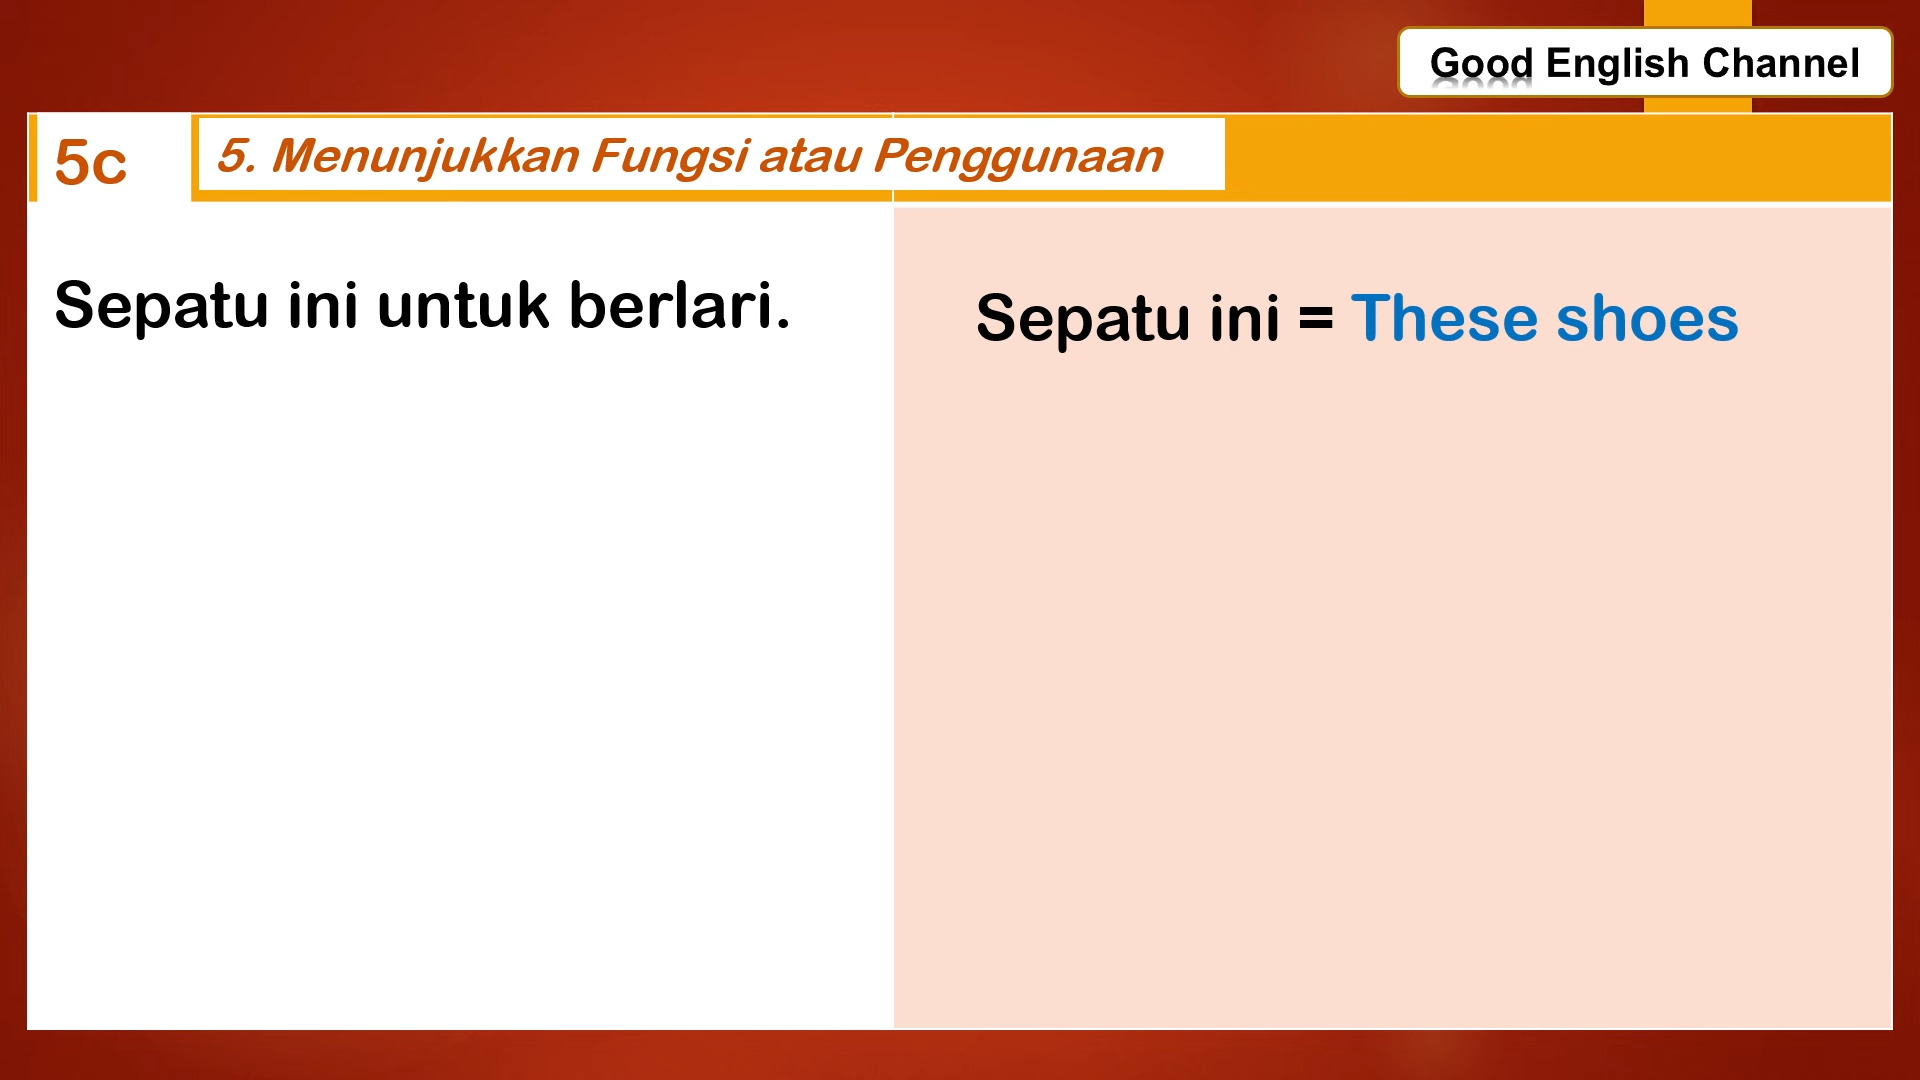 Good English Channel
5c
5. Menunjukkan Fungsi atau Penggunaan
Sepatu ini untuk berlari.
Sepatu ini = These shoes